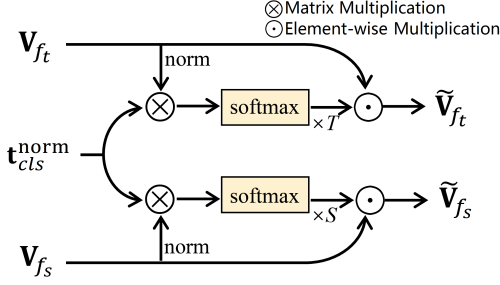 ⊗ Matrix Multiplication
⊙ Element-wise Multiplication
V_{f_t}
norm
softmax
×T
Ṽ_{f_t}
t_{cls}^{norm}
softmax
×S
Ṽ_{f_s}
norm
V_{f_s}